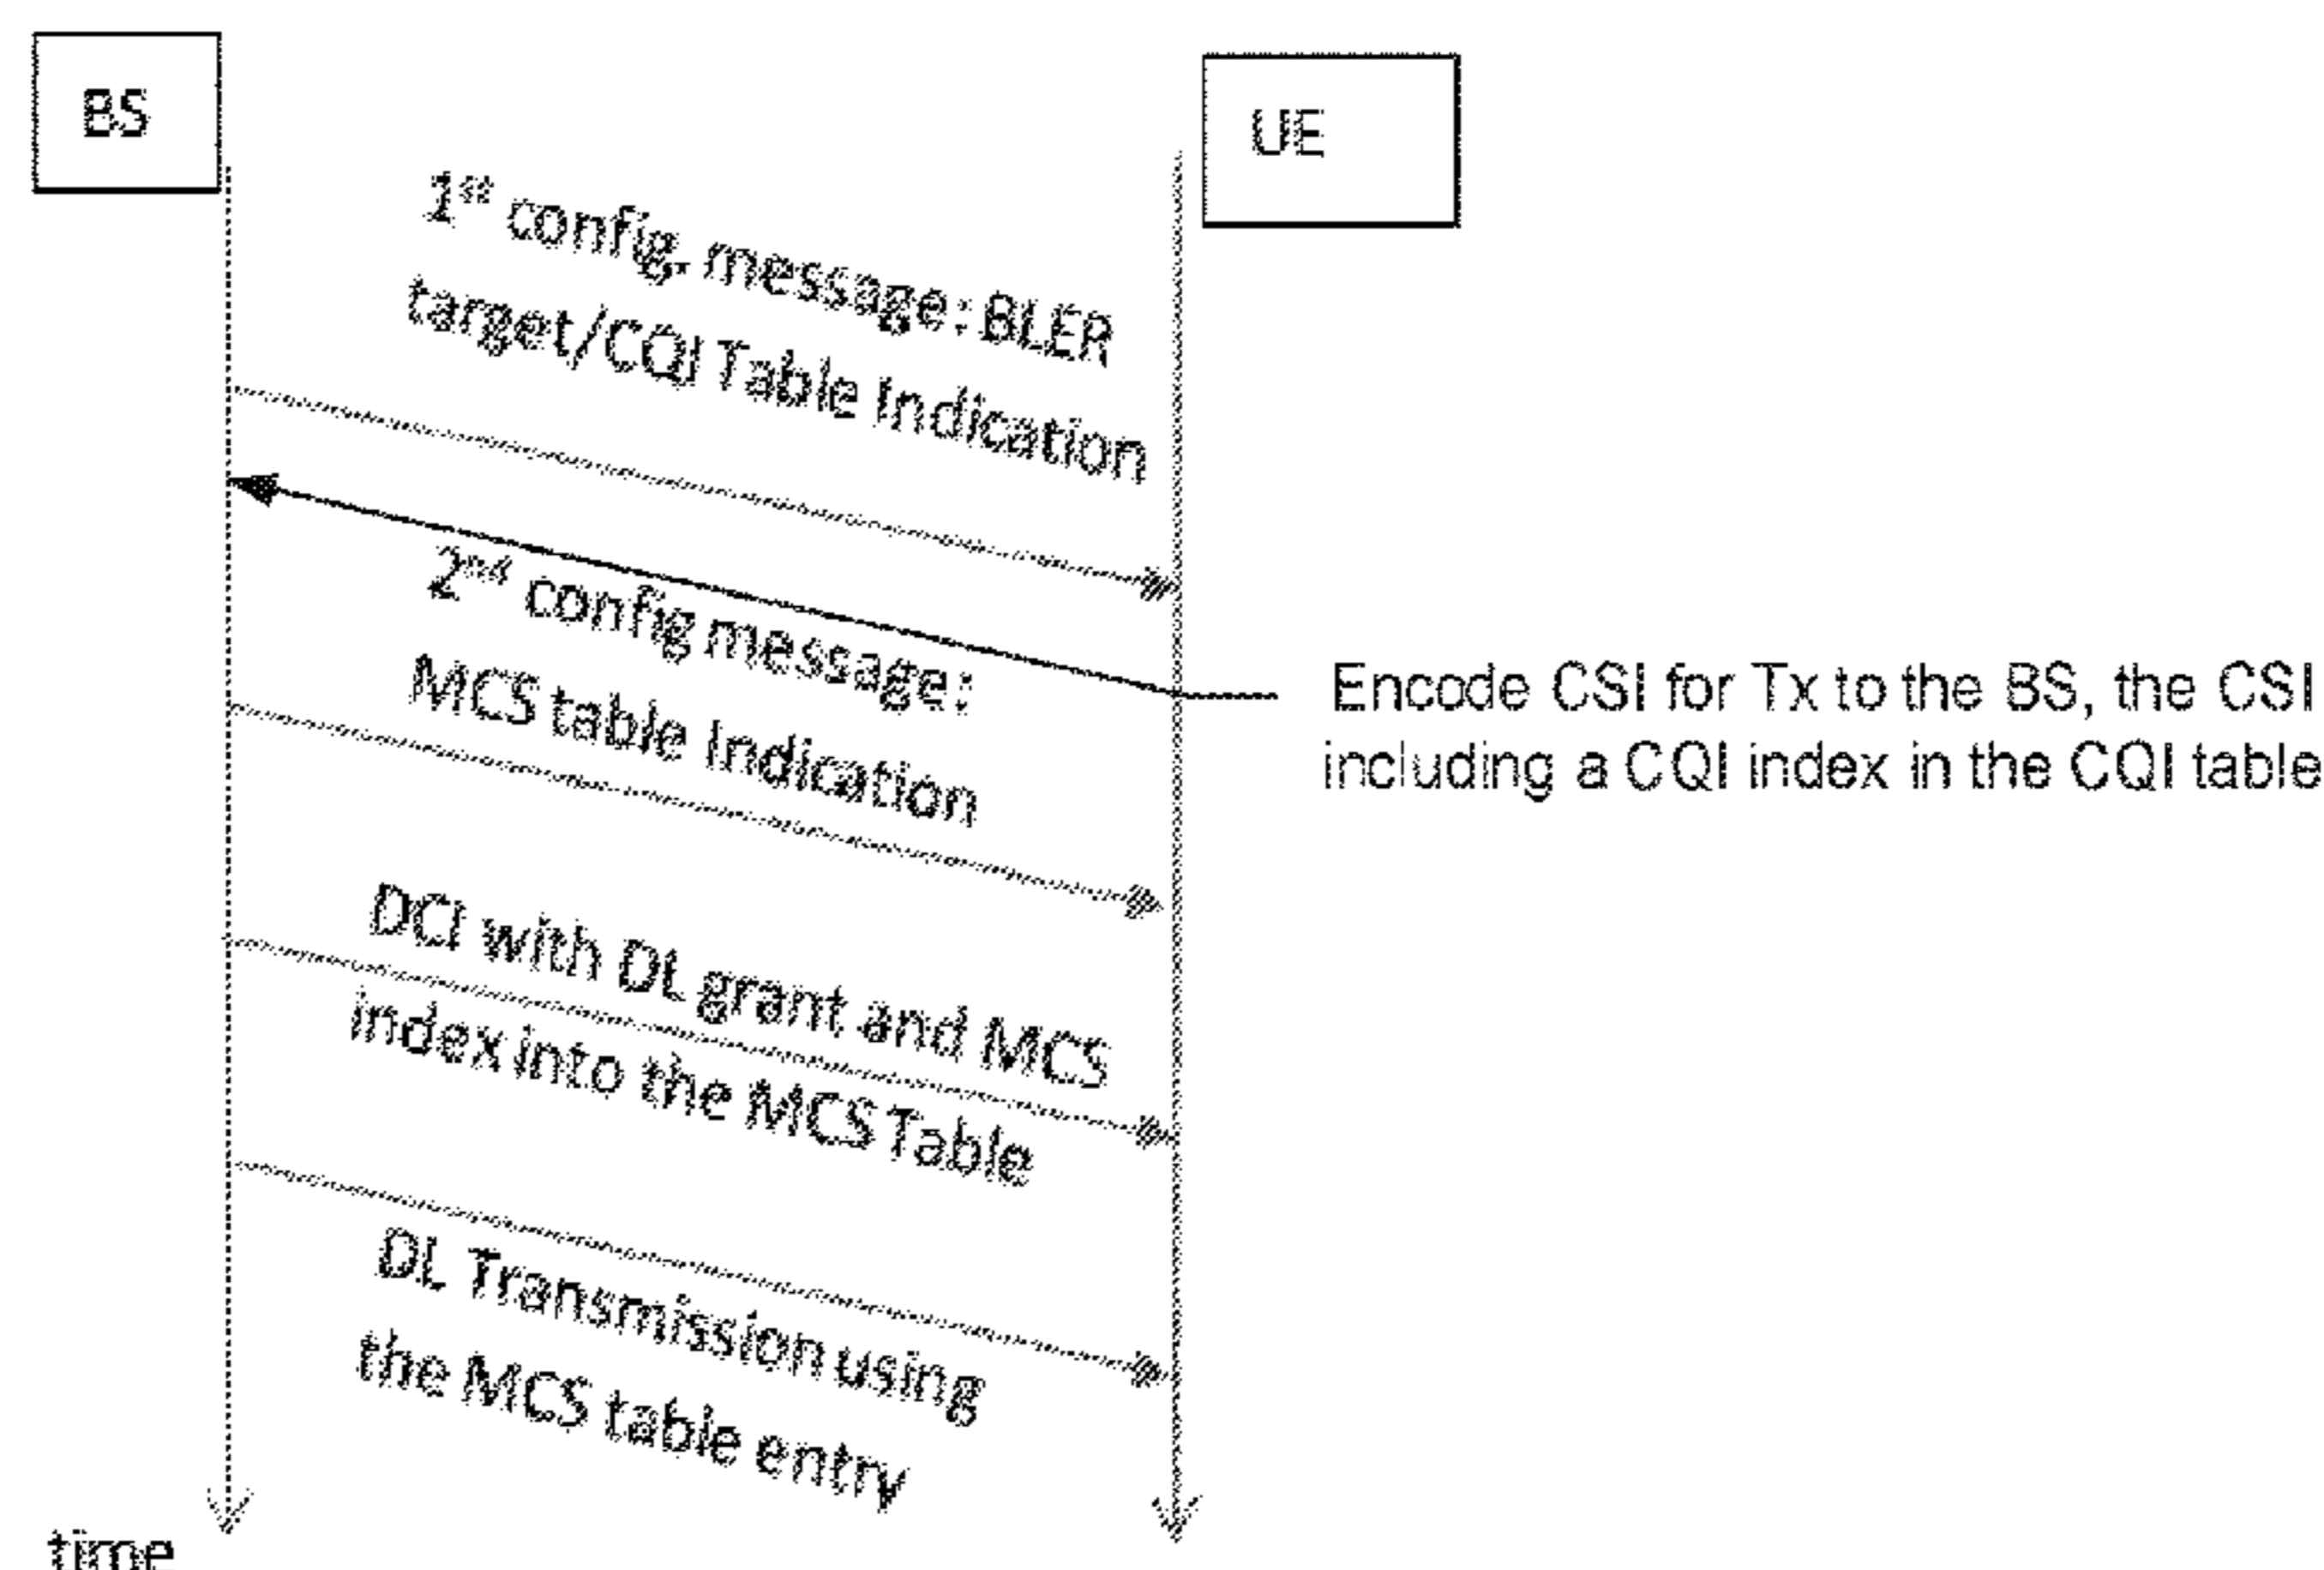 BS
UE
1st config. message: BLER
target/CQI Table Indication
2nd config message:
MCS table Indication
Encode CSI for Tx to the BS, the CSI
including a CQI index in the CQI table
DCI with DL grant and MCS
index into the MCS Table
DL Transmission using
the MCS table entry
time